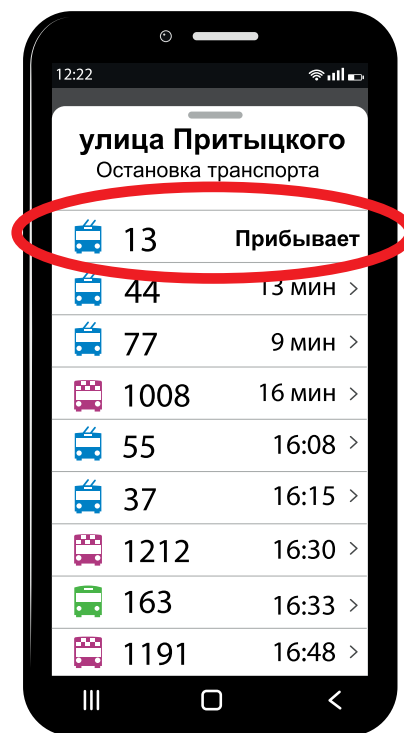 12:22
улица Притыцкого
Остановка транспорта
13 Прибывает
44 13 мин
77 9 мин
1008 16 мин
55 16:08
37 16:15
1212 16:30
163 16:33
1191 16:48